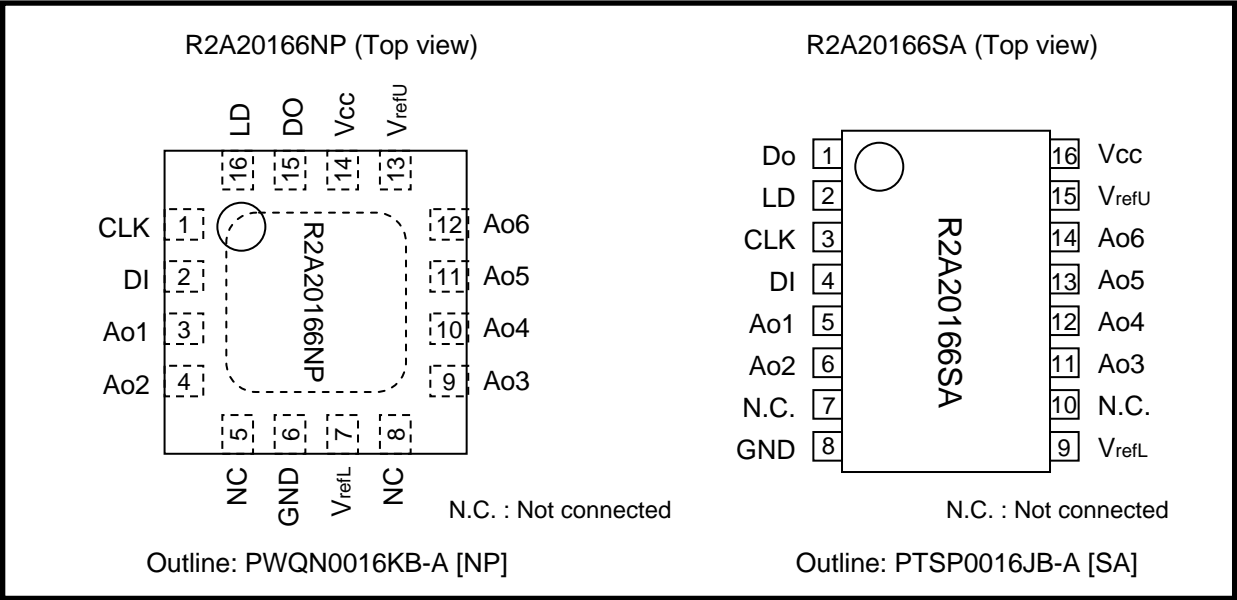 R2A20166NP (Top view)
LD DO Vcc VrefU
16 15 14 13
CLK 1
DI 2
Ao1 3
Ao2 4
12 Ao6
11 Ao5
10 Ao4
9 Ao3
R2A20166NP
5 6 7 8
NC GND VrefL NC
N.C. : Not connected
Outline: PWQN0016KB-A [NP]
R2A20166SA (Top view)
Do 1
LD 2
CLK 3
DI 4
Ao1 5
Ao2 6
N.C. 7
GND 8
R2A20166SA
16 Vcc
15 VrefU
14 Ao6
13 Ao5
12 Ao4
11 Ao3
10 N.C.
9 VrefL
N.C. : Not connected
Outline: PTSP0016JB-A [SA]